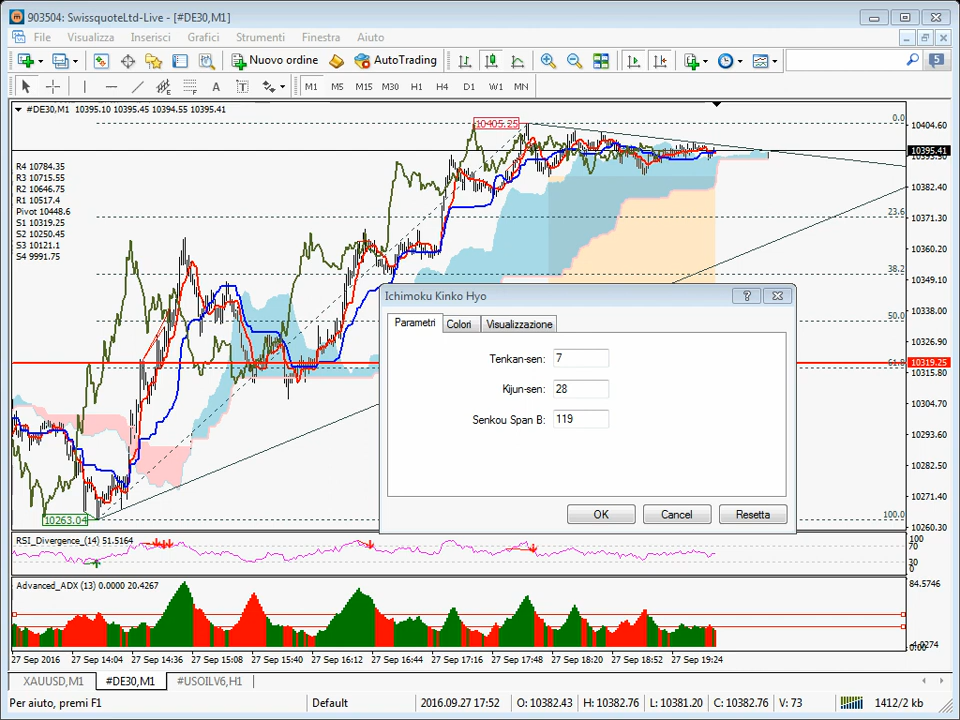 903504: SwissquoteLtd-Live - [#DE30,M1]
File Visualizza Inserisci Grafici Strumenti Finestra Aiuto
Nuovo ordine AutoTrading 5
A T M1 M5 M15 M30 H1 H4 D1 W1 MN
#DE30,M1 10395.10 10395.45 10394.55 10395.41
R4 10784.35
R3 10715.55
R2 10646.75
R1 10517.4
Pivot 10448.6
S1 10319.25
S2 10250.45
S3 10121.1
S4 9991.75
10405.25
10263.04
0.0
23.6
38.2
50.0
61.8
100.0
10404.60
10395.41
10393.50
10382.40
10371.30
10360.20
10349.10
10338.00
10326.90
10319.25
10315.80
10304.70
10293.60
10282.50
10271.40
10260.30
Ichimoku Kinko Hyo
Parametri Colori Visualizzazione
Tenkan-sen: 7
Kijun-sen: 28
Senkou Span B: 119
OK Cancel Resetta
RSI_Divergence_(14) 51.5164
100
70
30
0
Advanced_ADX (13) 0.0000 20.4267
84.5746
0.00
27 Sep 2016 27 Sep 14:04 27 Sep 14:36 27 Sep 15:08 27 Sep 15:40 27 Sep 16:12 27 Sep 16:44 27 Sep 17:16 27 Sep 17:48 27 Sep 18:20 27 Sep 18:52 27 Sep 19:24
XAUUSD,M1 #DE30,M1 #USOILV6,H1
Per aiuto, premi F1 Default 2016.09.27 17:52 O: 10382.43 H: 10382.76 L: 10381.20 C: 10382.76 V: 73 1412/2 kb